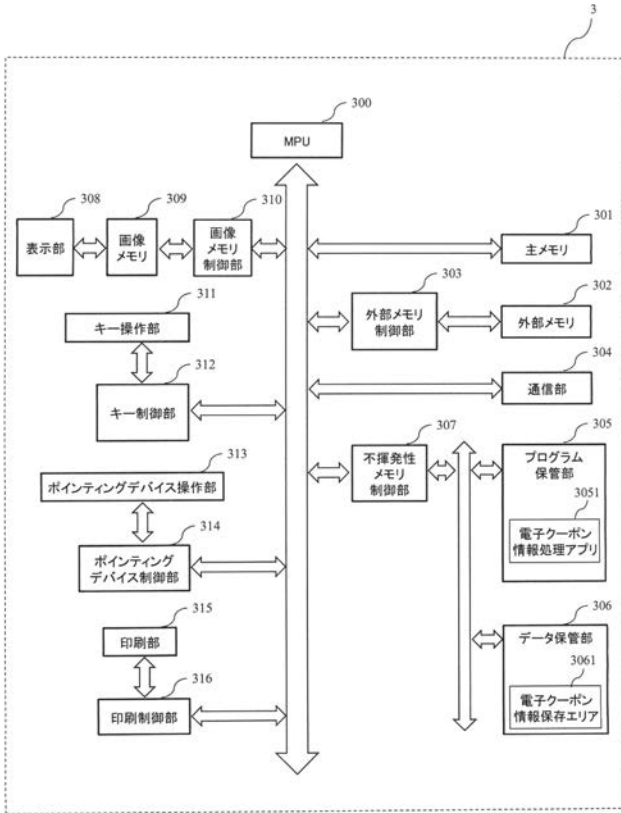 3
300
MPU
308
309
310
表示部
画像
メモリ
画像
メモリ
制御部
301
主メモリ
303
302
外部メモリ
制御部
外部メモリ
311
キー操作部
312
キー制御部
304
通信部
307
不揮発性
メモリ
制御部
305
プログラム
保管部
3051
電子クーポン
情報処理アプリ
313
ポインティングデバイス操作部
314
ポインティング
デバイス制御部
315
印刷部
316
印刷制御部
306
データ保管部
3061
電子クーポン
情報保存エリア